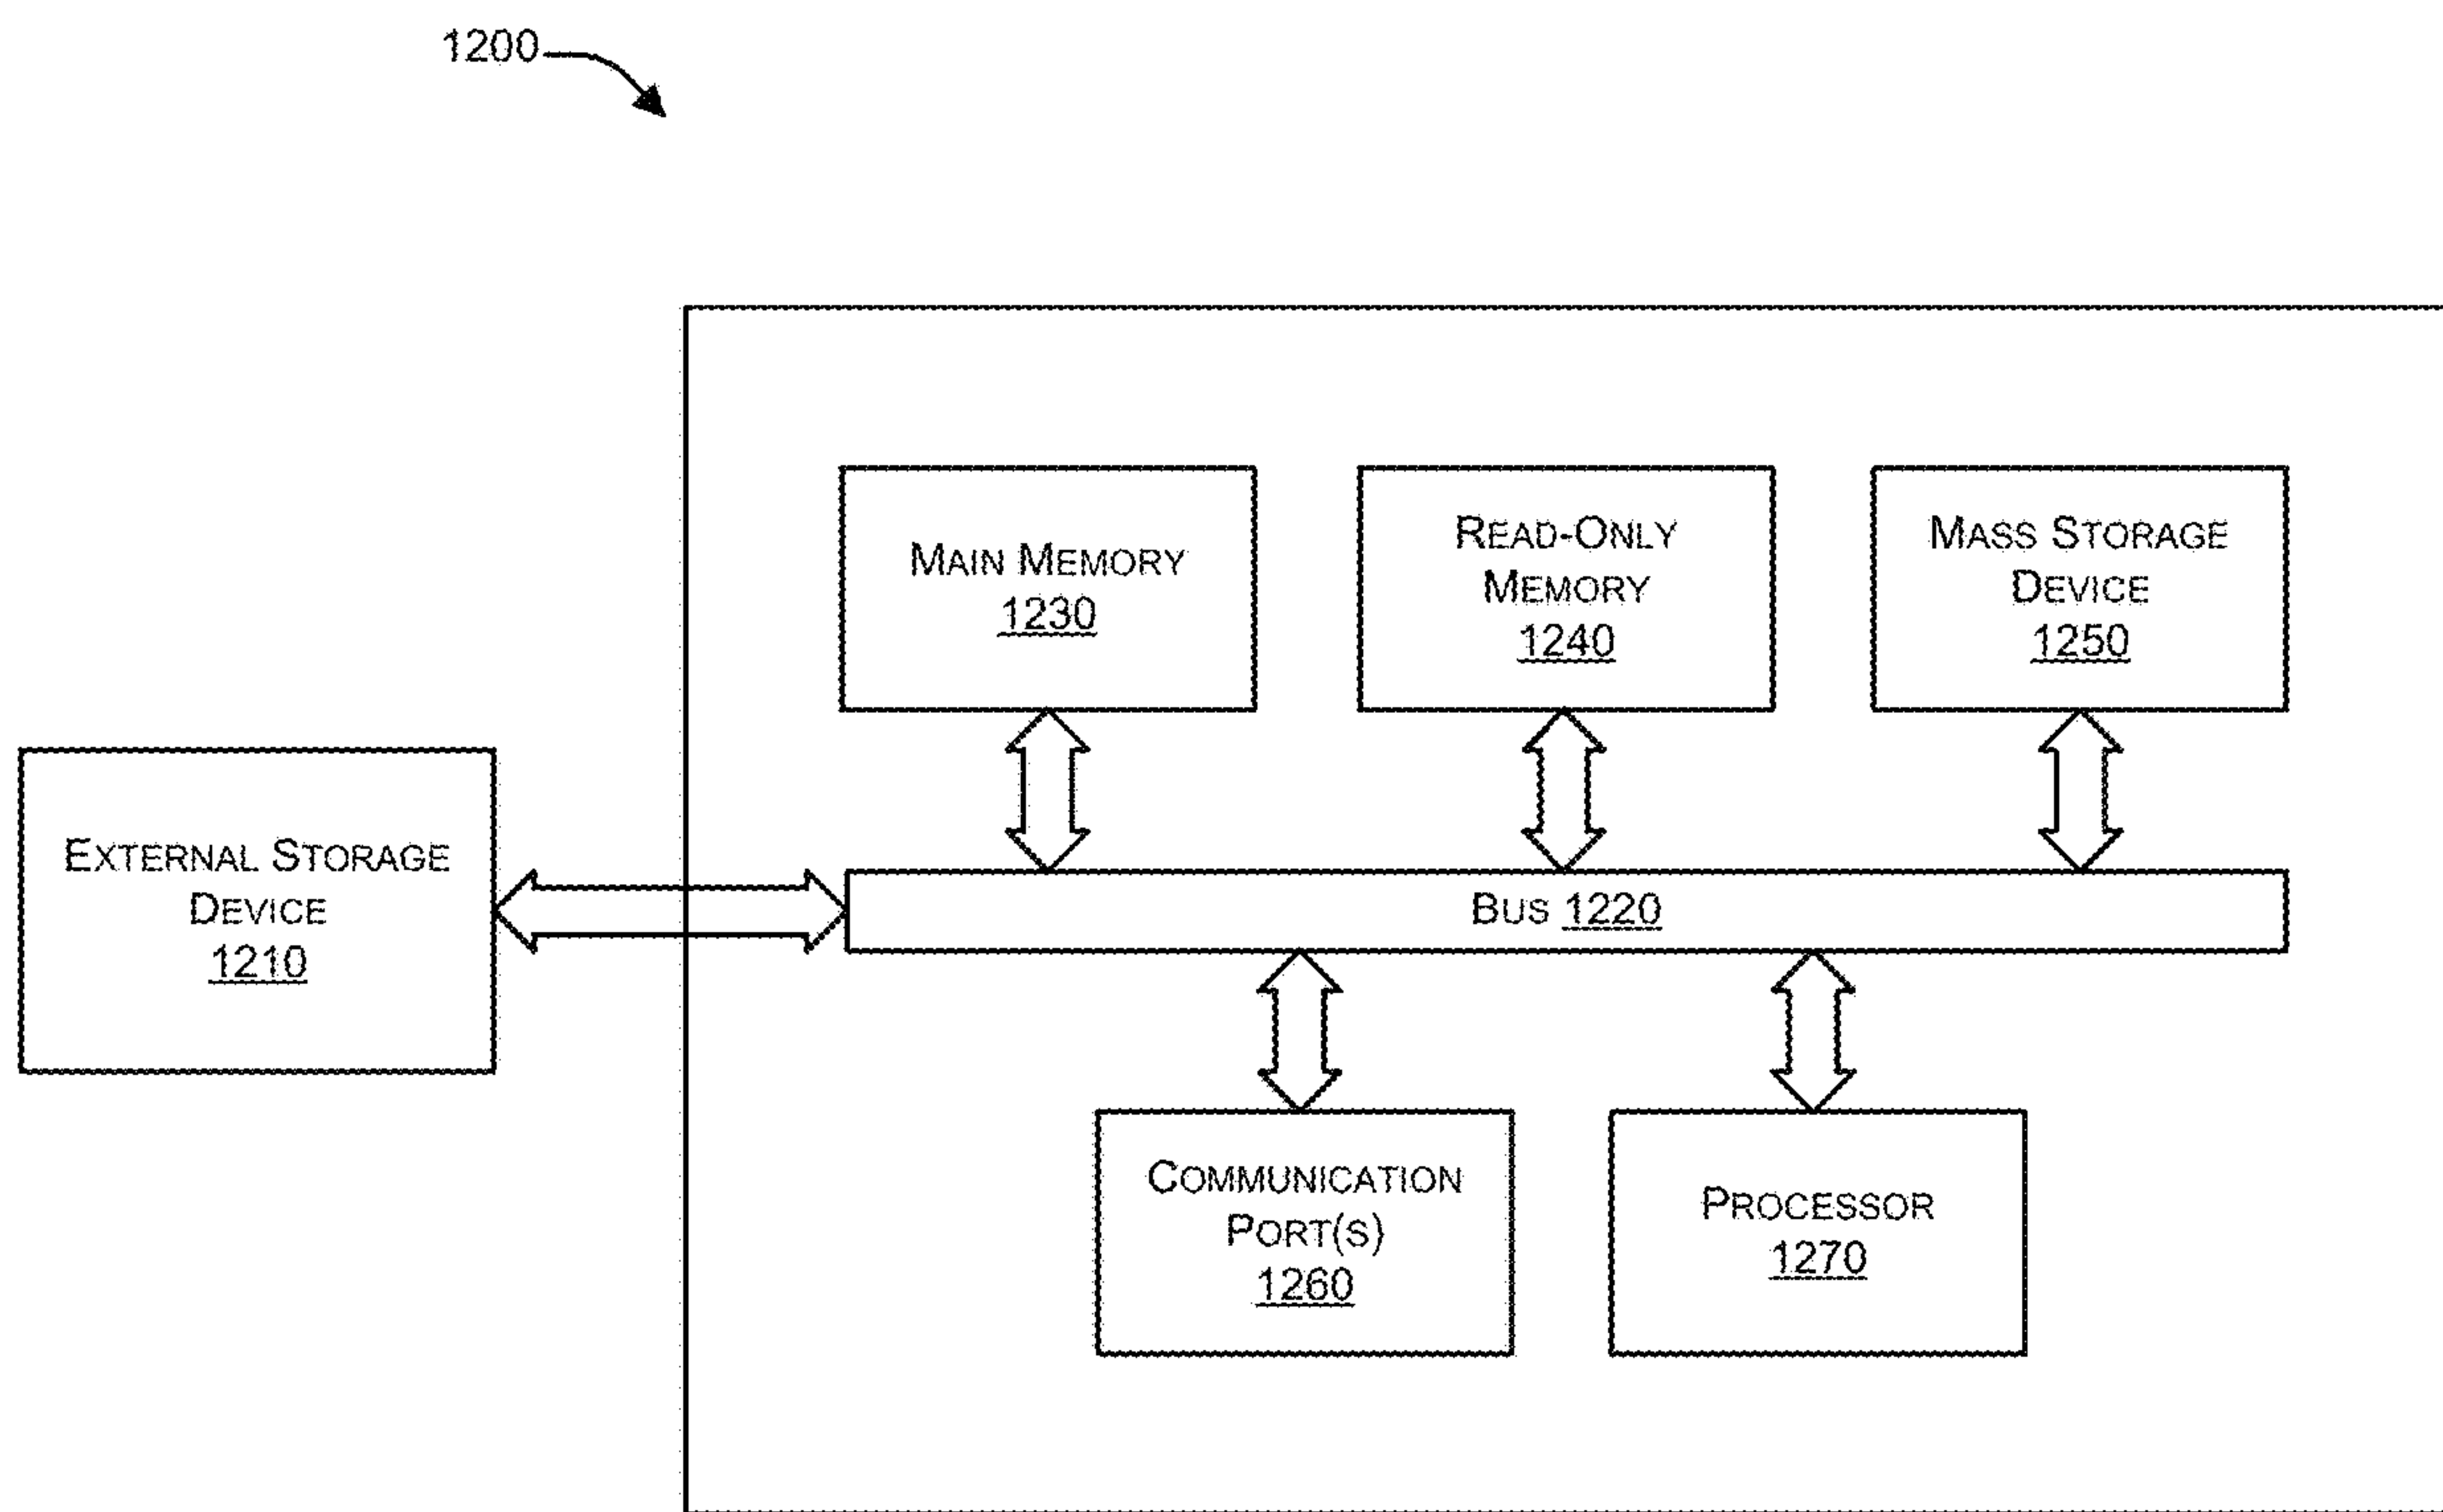 1200
MAIN MEMORY
1230
READ-ONLY
MEMORY
1240
MASS STORAGE
DEVICE
1250
EXTERNAL STORAGE
DEVICE
1210
BUS 1220
COMMUNICATION
PORT(S)
1260
PROCESSOR
1270